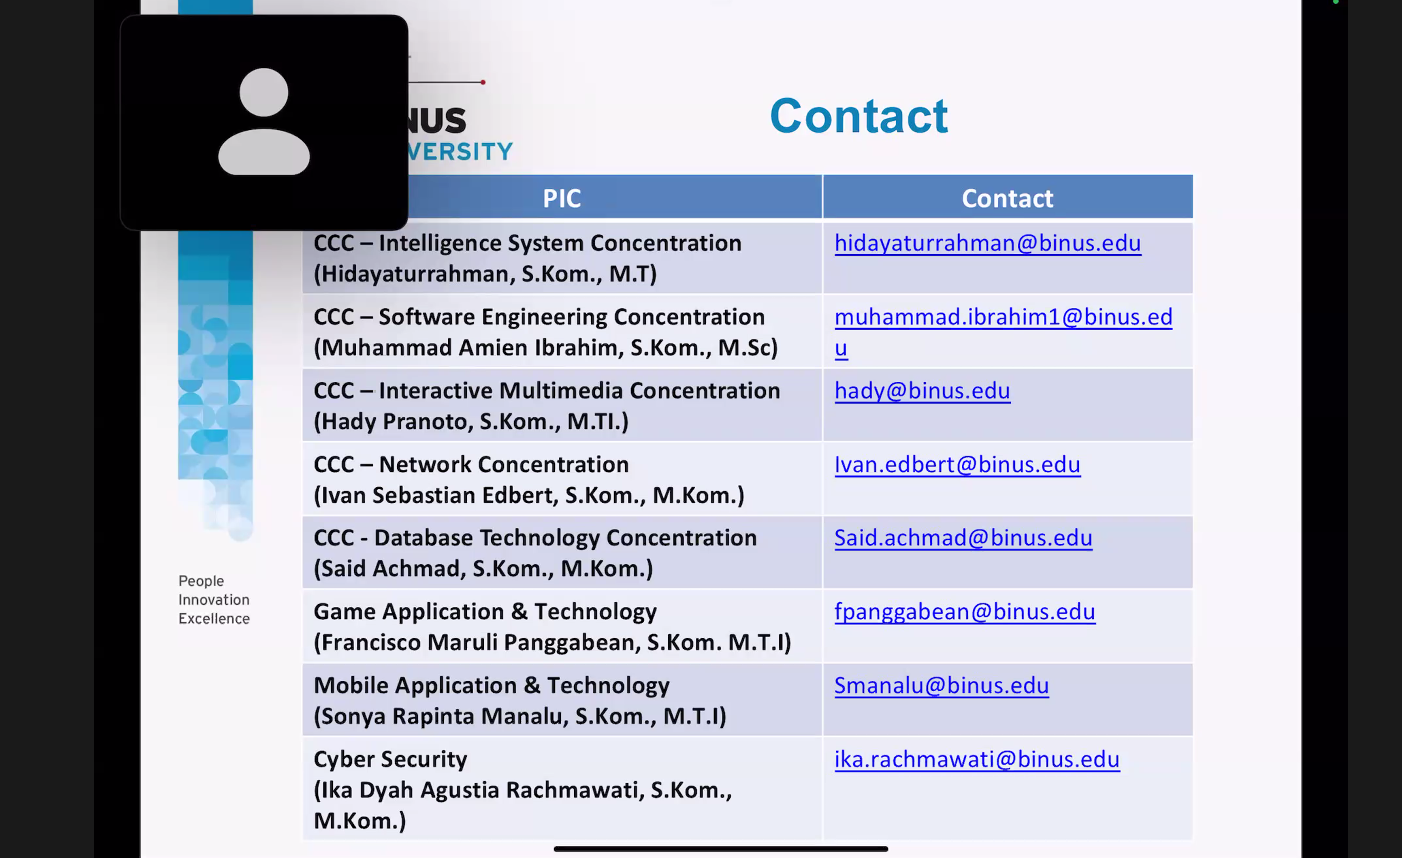 NUS
VERSITY
Contact
PIC
Contact
CCC – Intelligence System Concentration
(Hidayaturrahman, S.Kom., M.T)
hidayaturrahman@binus.edu
CCC – Software Engineering Concentration
(Muhammad Amien Ibrahim, S.Kom., M.Sc)
muhammad.ibrahim1@binus.ed
u
CCC – Interactive Multimedia Concentration
(Hady Pranoto, S.Kom., M.TI.)
hady@binus.edu
CCC – Network Concentration
(Ivan Sebastian Edbert, S.Kom., M.Kom.)
Ivan.edbert@binus.edu
CCC - Database Technology Concentration
(Said Achmad, S.Kom., M.Kom.)
Said.achmad@binus.edu
Game Application & Technology
(Francisco Maruli Panggabean, S.Kom. M.T.I)
fpanggabean@binus.edu
Mobile Application & Technology
(Sonya Rapinta Manalu, S.Kom., M.T.I)
Smanalu@binus.edu
Cyber Security
(Ika Dyah Agustia Rachmawati, S.Kom.,
M.Kom.)
ika.rachmawati@binus.edu
People
Innovation
Excellence